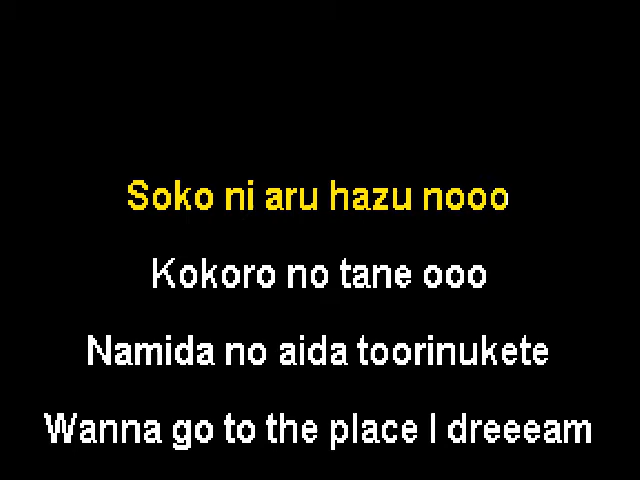 Soko ni aru hazu nooo
Kokoro no tane ooo
Namida no aida toorinukete
Wanna go to the place I dreeeam